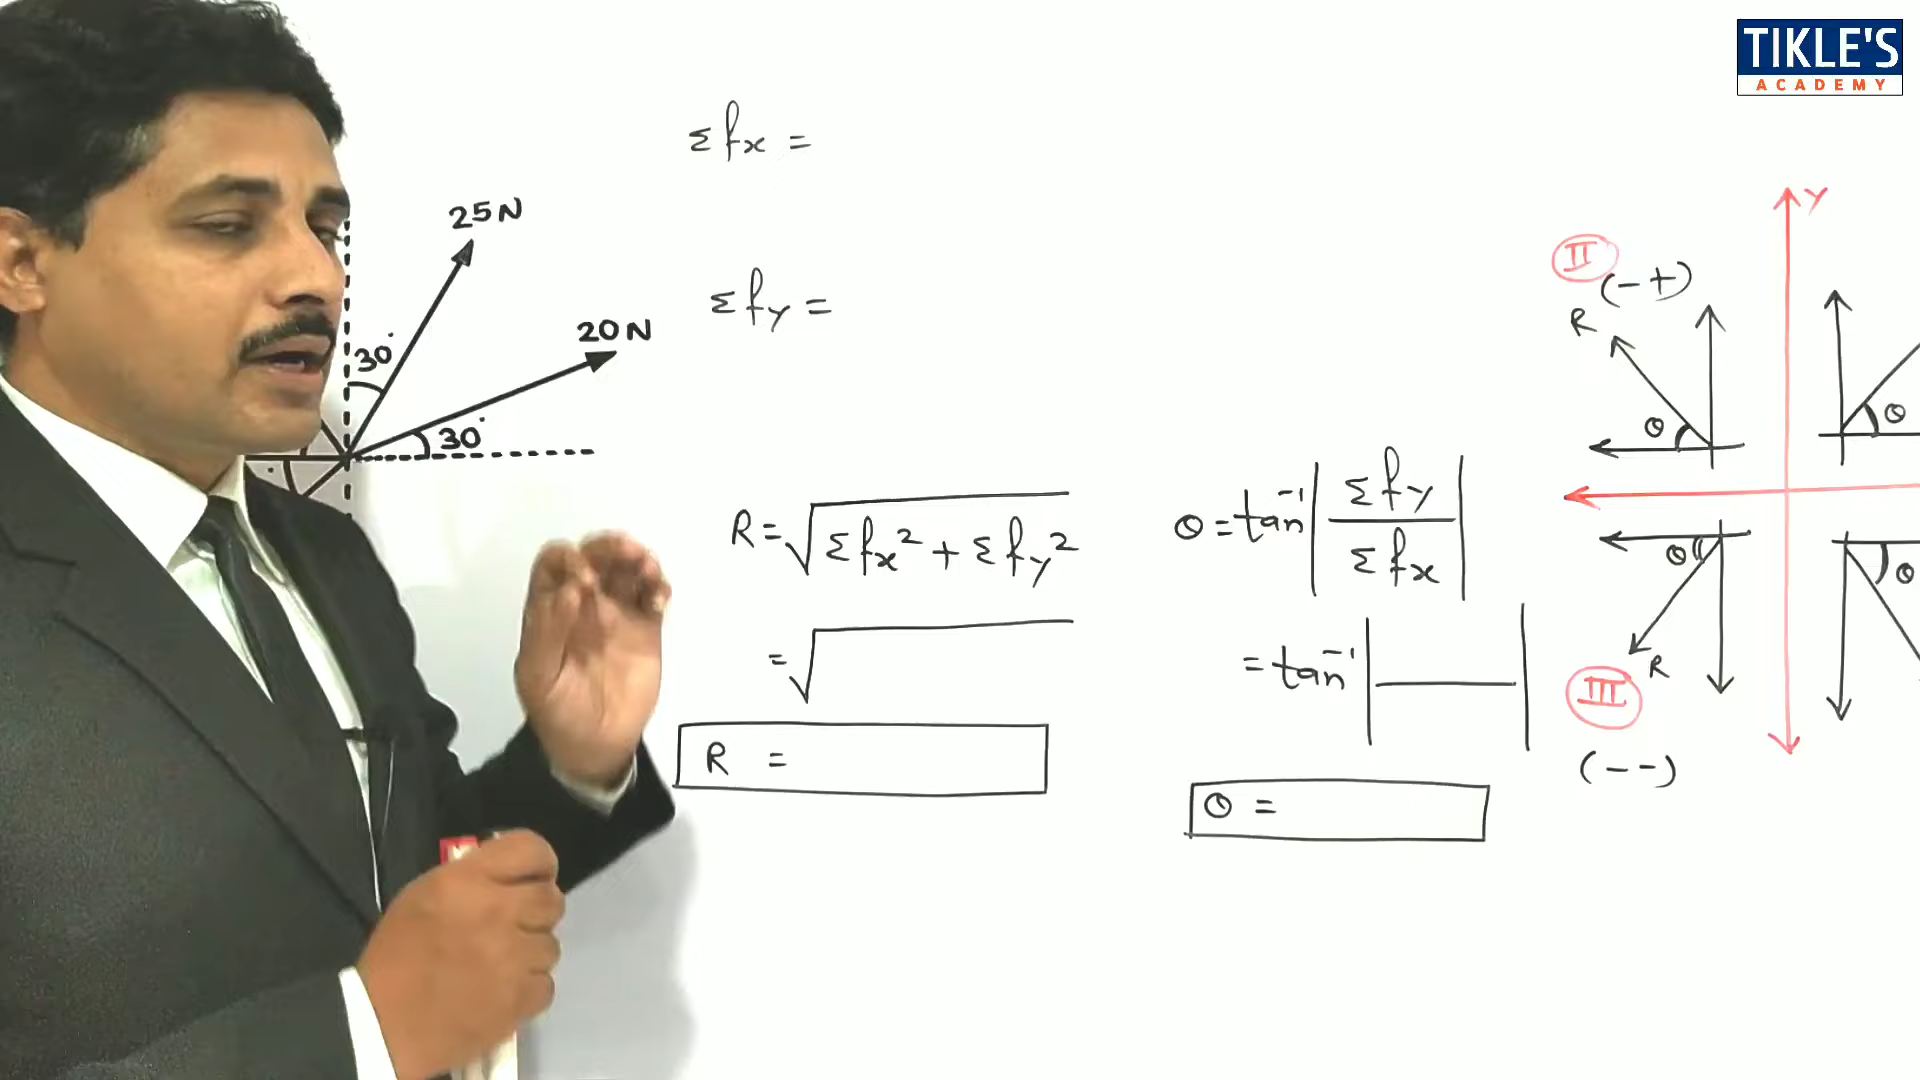 TIKLE'S
ACADEMY
Σfx =
25N
30°
20N
30°
Σfy =
R = √Σfx² + Σfy²
= √
R =
θ = tan⁻¹ | Σfy / Σfx |
= tan⁻¹ | |
θ =
Y
II
(- +)
R
θ
θ
θ
θ
R
III
(- -)